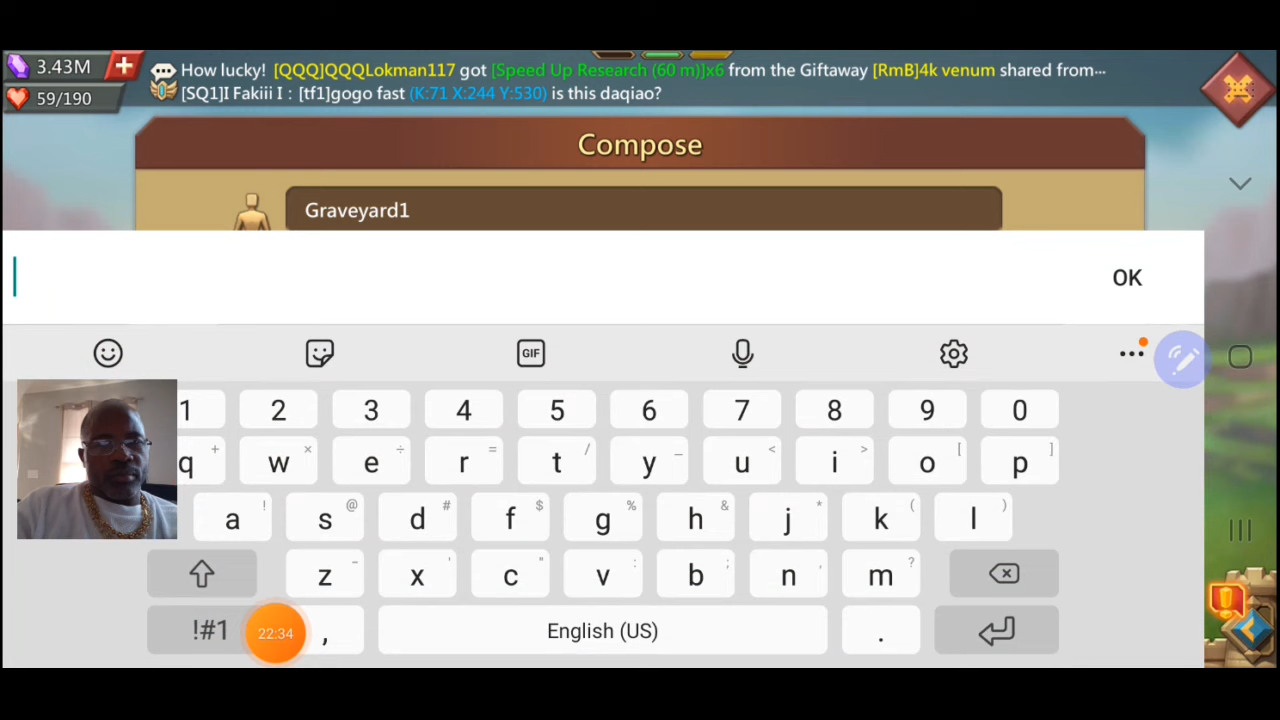 3.43M
59/190
How lucky! [QQQ]QQQLokman117 got [Speed Up Research (60 m)]x6 from the Giftaway [RmB]4k venum shared from···
[SQ1]I Fakiii I : [tf1]gogo fast (K:71 X:244 Y:530) is this daqiao?
Compose
Graveyard1
OK
GIF
1 2 3 4 5 6 7 8 9 0
+ × ÷ = / _ < > [ ]
q w e r t y u i o p
! @ # $ % & * ( )
a s d f g h j k l
- ' " : ; , ?
z x c v b n m
!#1 22:34 , English (US) .